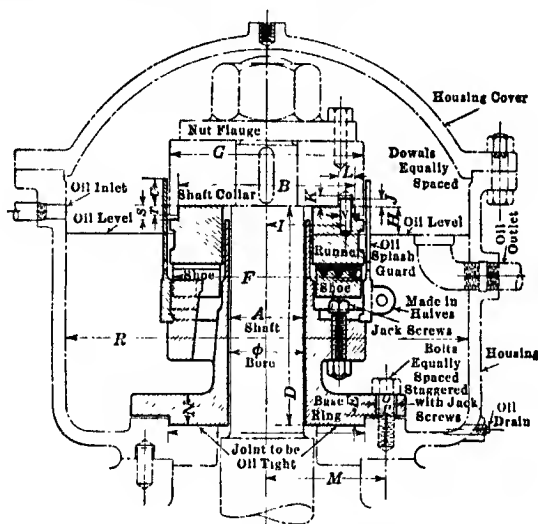 Housing Cover
Nut Flange
G
L
Dowals
Equally
Spaced
Oil Inlet
Shaft Collar
B
K
J
S
T
H
I
V
Oil Level
Oil Level
Oil
Outlet
Runner
Oil
Splash
Guard
Shoe
F
Shoe
A
Shaft
Made in
Halves
R
Jack Screws
ϕ
Bore
Bolts
Equally
Spaced
Staggered
with Jack
Screws
Housing
D
Base
Ring
E
C
N
Oil
Drain
Joint to be
Oil Tight
M